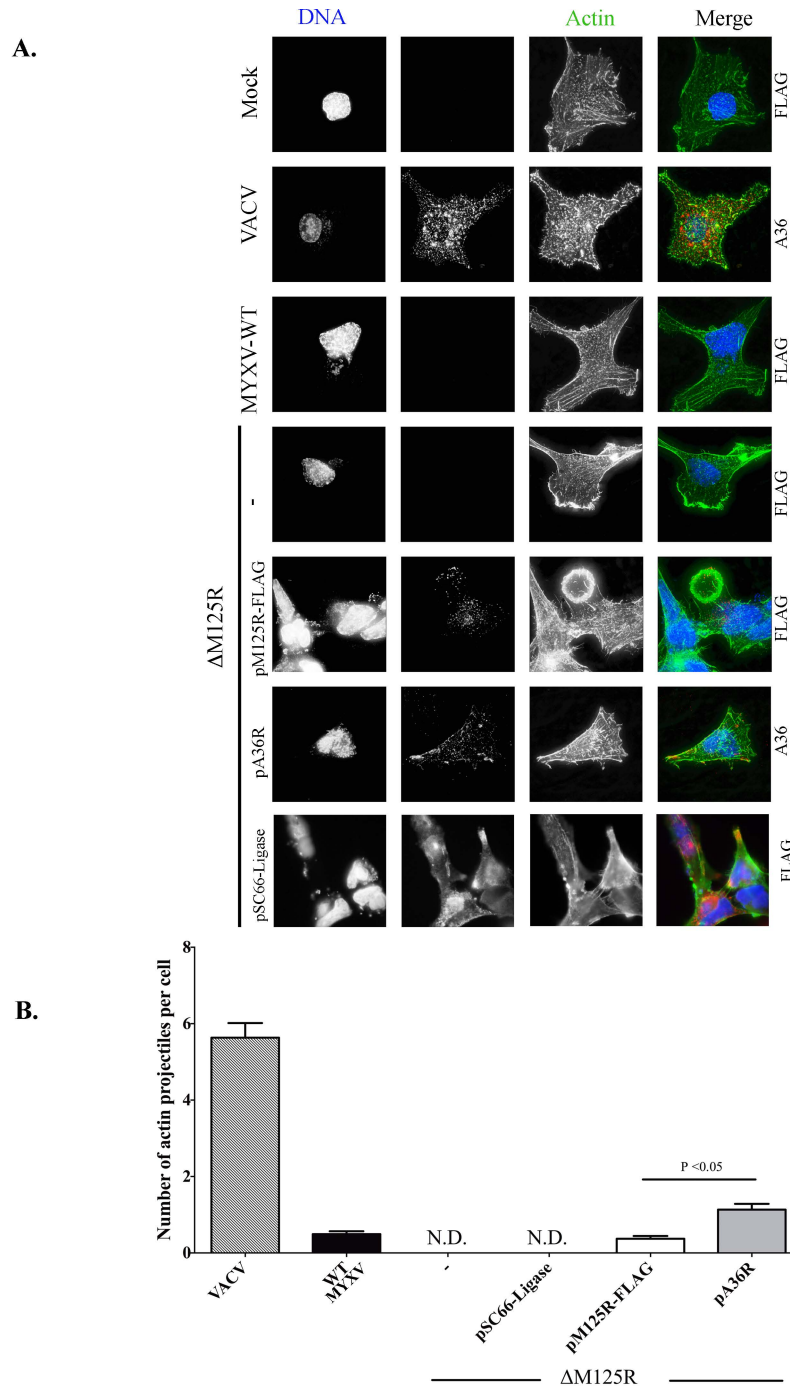 DNA Actin Merge
A.
Mock FLAG
VACV A36
MYXV-WT FLAG
ΔM125R
- FLAG
pM125R-FLAG FLAG
pA36R A36
pSC66-Ligase FLAG
B.
Number of actin projectiles per cell
8
6
4
2
0
P <0.05
N.D. N.D.
VACV
WT
MYXV
-
pSC66-Ligase
pM125R-FLAG
pA36R
ΔM125R